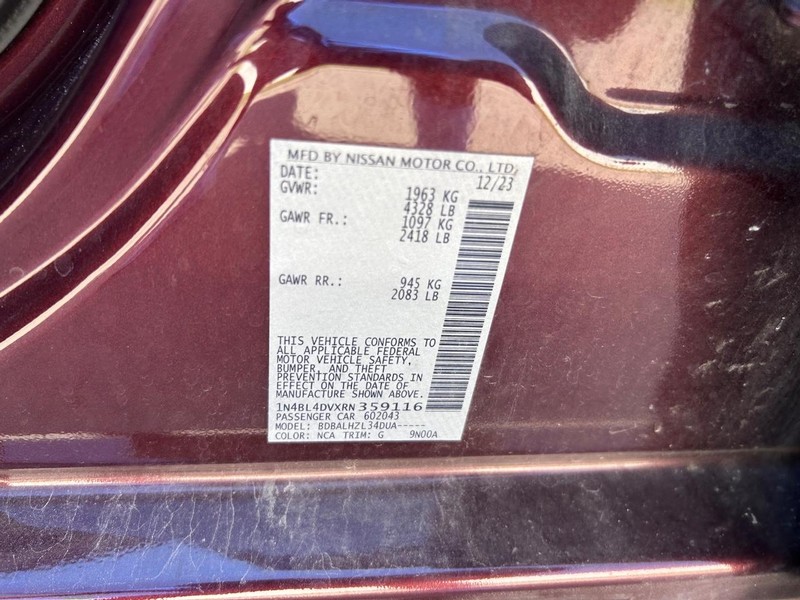 MFD BY NISSAN MOTOR CO., LTD.
DATE: 12/23
GVWR: 1963 KG
4328 LB
GAWR FR.: 1097 KG
2418 LB
GAWR RR.: 945 KG
2083 LB
THIS VEHICLE CONFORMS TO
ALL APPLICABLE FEDERAL
MOTOR VEHICLE SAFETY,
BUMPER, AND THEFT
PREVENTION STANDARDS IN
EFFECT ON THE DATE OF
MANUFACTURE SHOWN ABOVE.
1N4BL4DVXRN359116
PASSENGER CAR 602043
MODEL: BDBALHZL34DUA-----
COLOR: NCA TRIM: G 9N00A